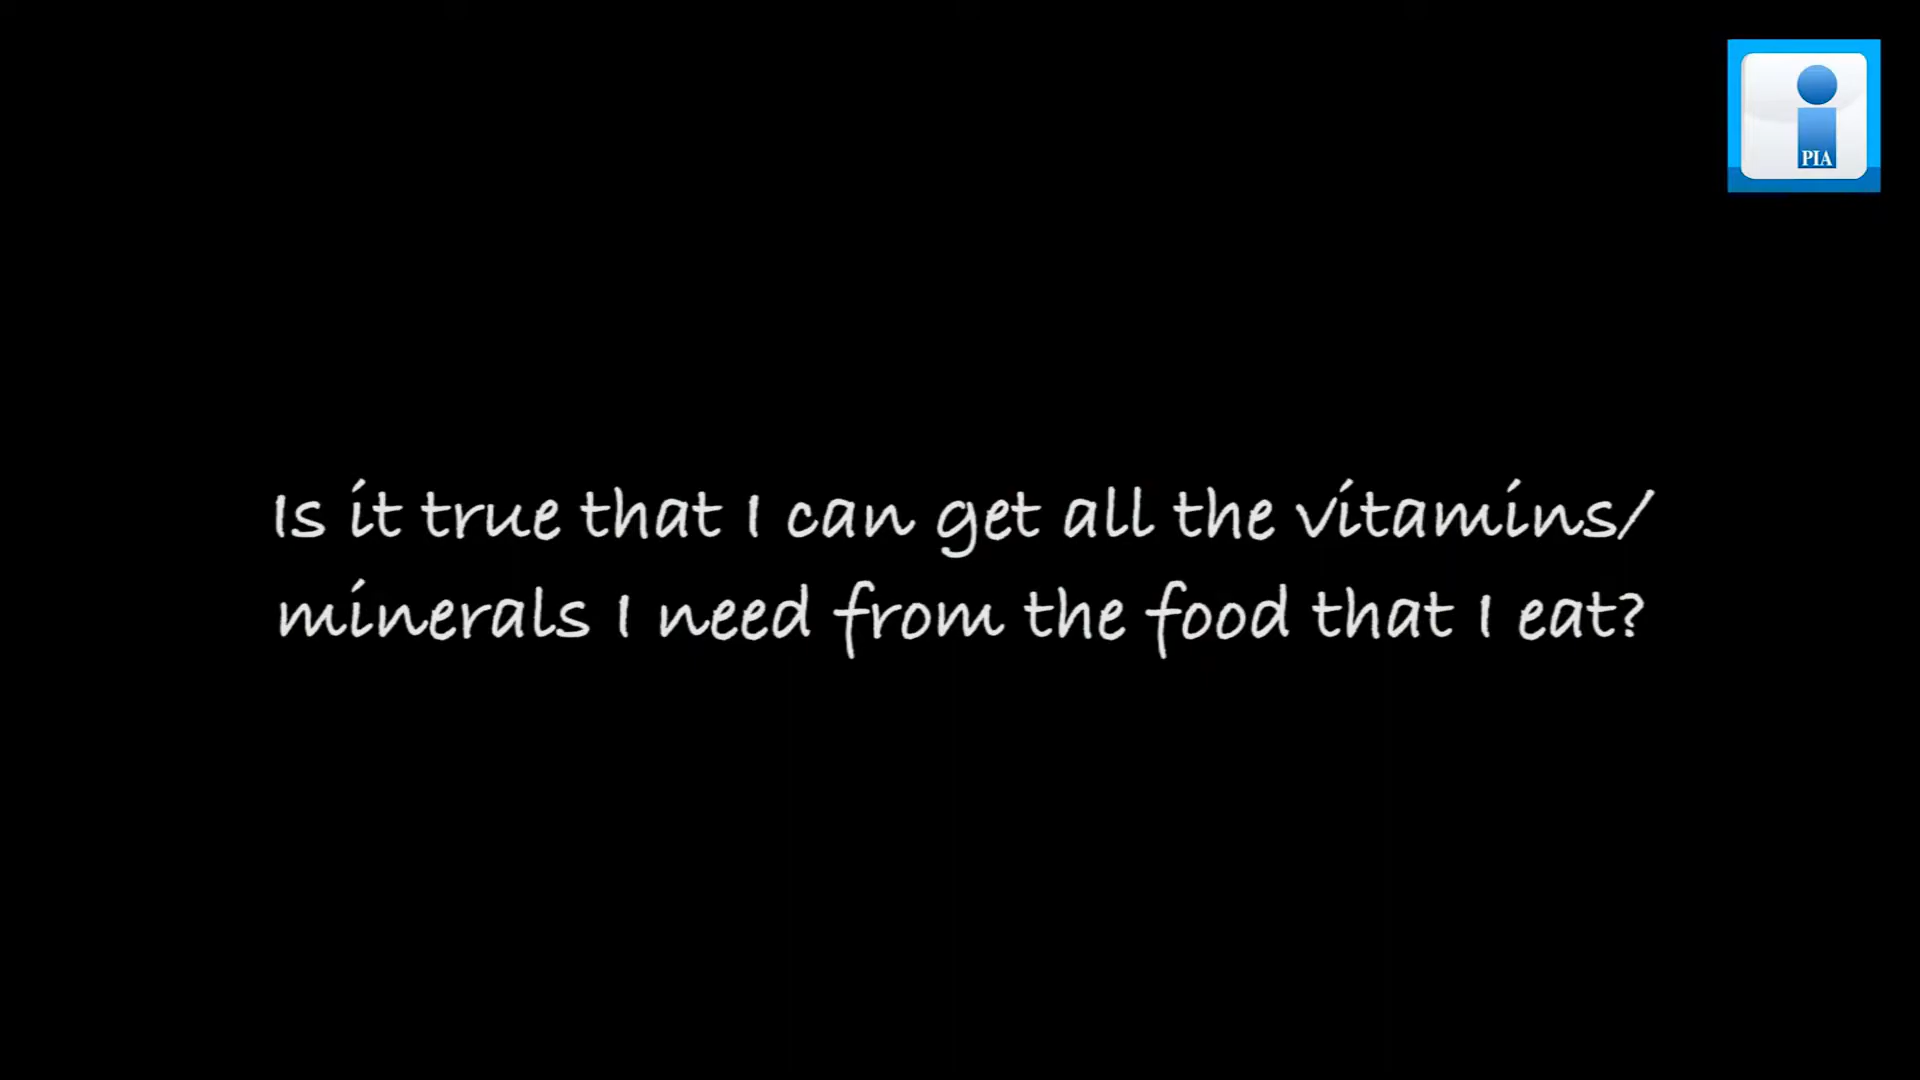 PIA
Is it true that I can get all the vitamins/
minerals I need from the food that I eat?